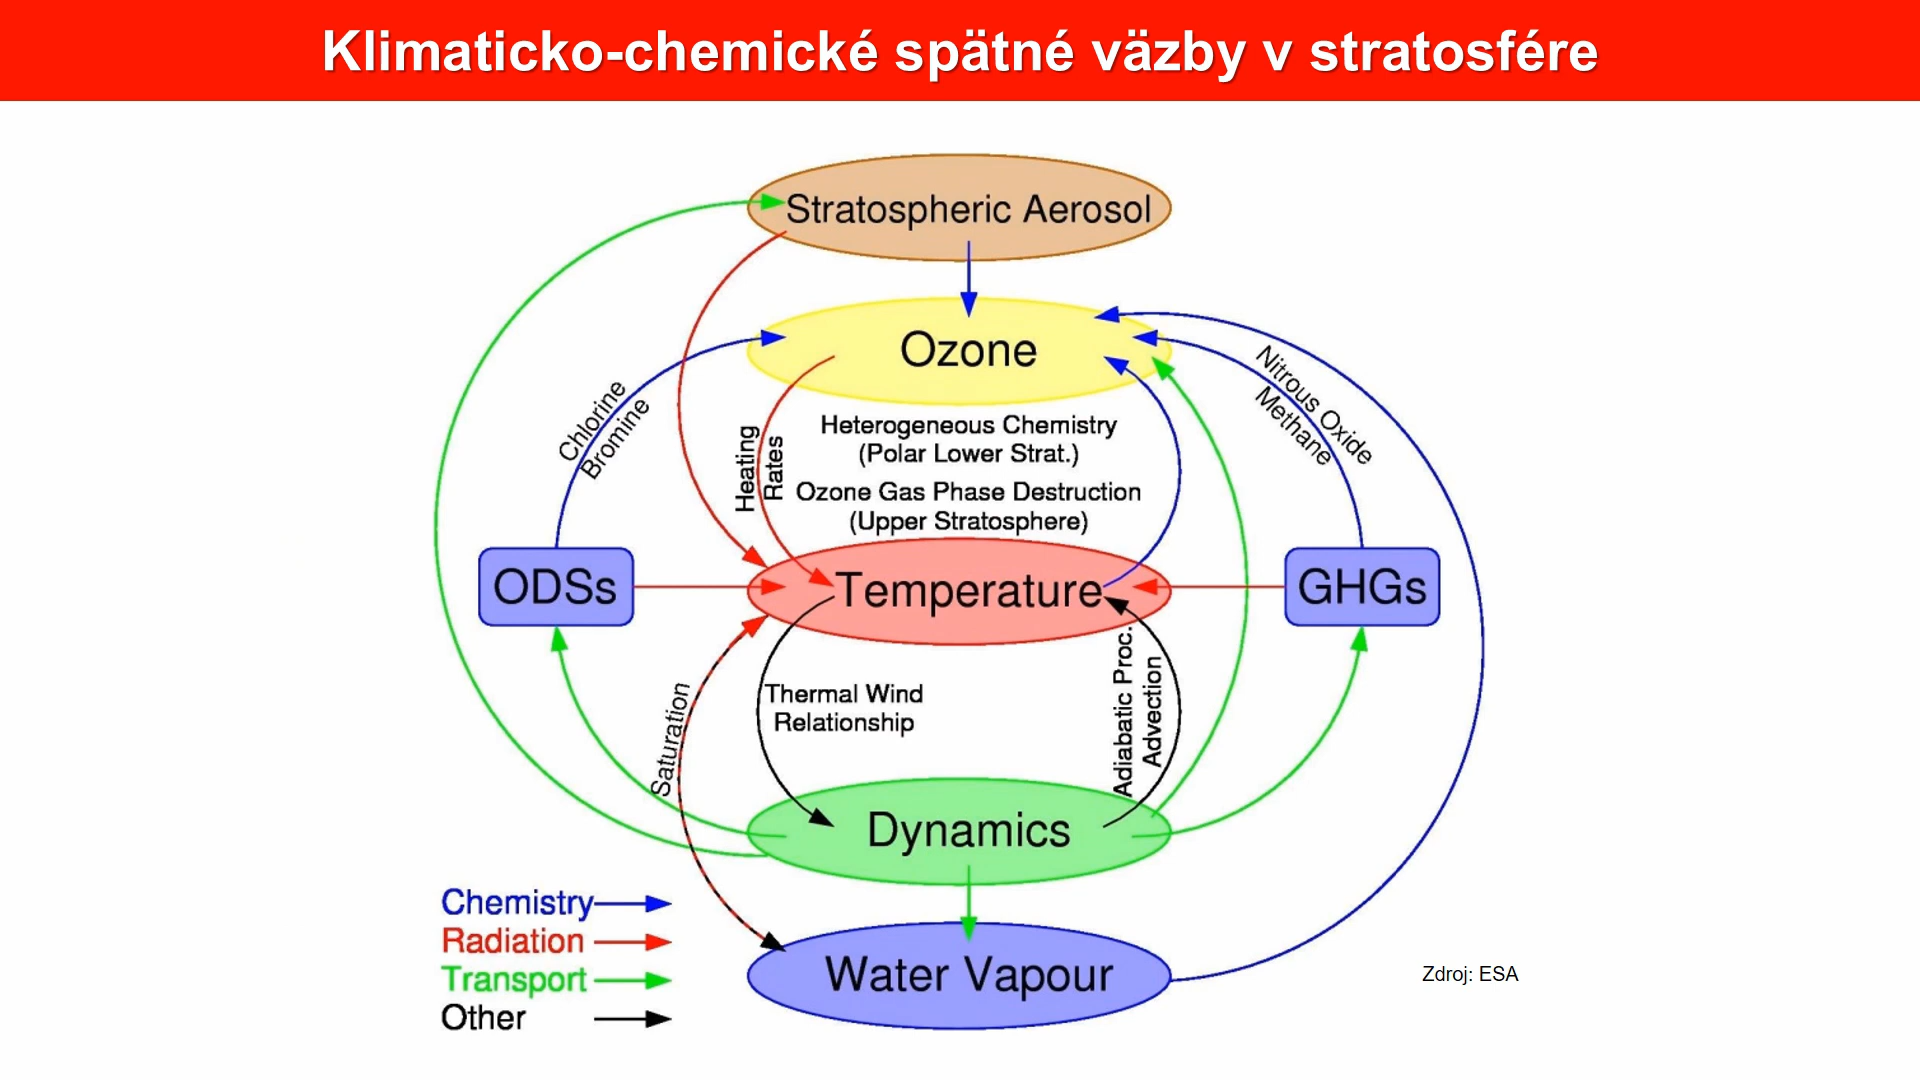 Klimaticko-chemické spätné väzby v stratosfére
Stratospheric Aerosol
Ozone
Chlorine
Bromine
Nitrous Oxide
Methane
Heating
Rates
Heterogeneous Chemistry
(Polar Lower Strat.)
Ozone Gas Phase Destruction
(Upper Stratosphere)
ODSs
Temperature
GHGs
Saturation
Thermal Wind
Relationship
Adiabatic Proc.
Advection
Dynamics
Water Vapour
Chemistry
Radiation
Transport
Other
Zdroj: ESA